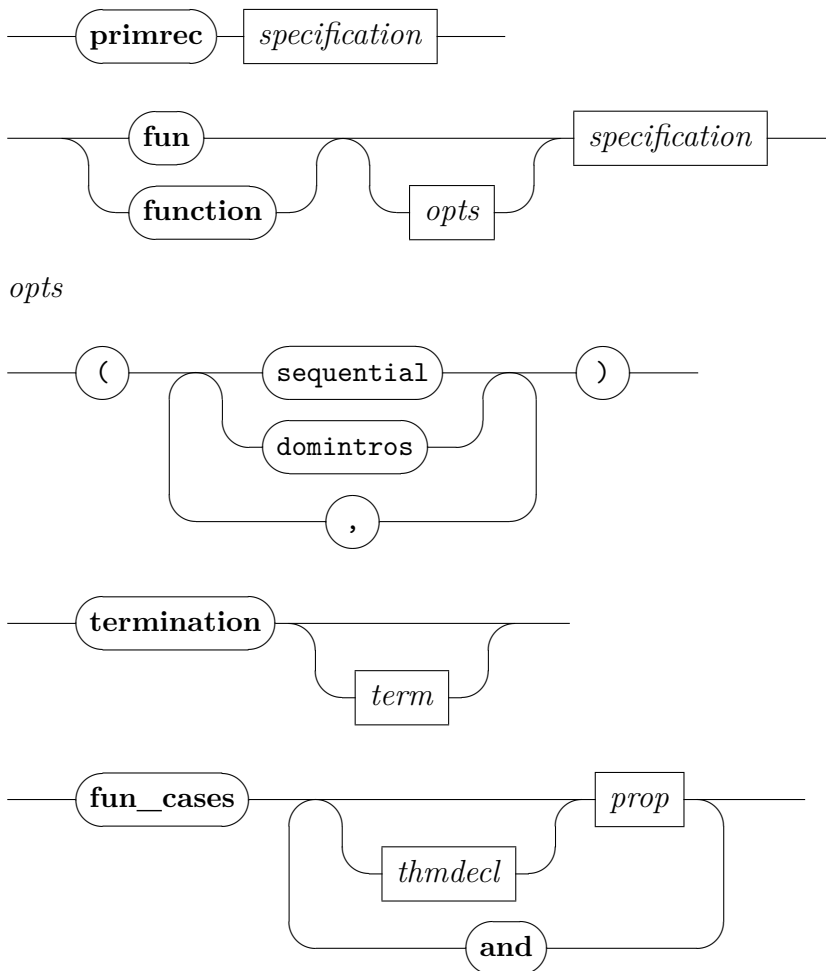 primrec specification
fun specification
function opts
opts
( sequential )
domintros
,
termination
term
fun_cases prop
thmdecl
and